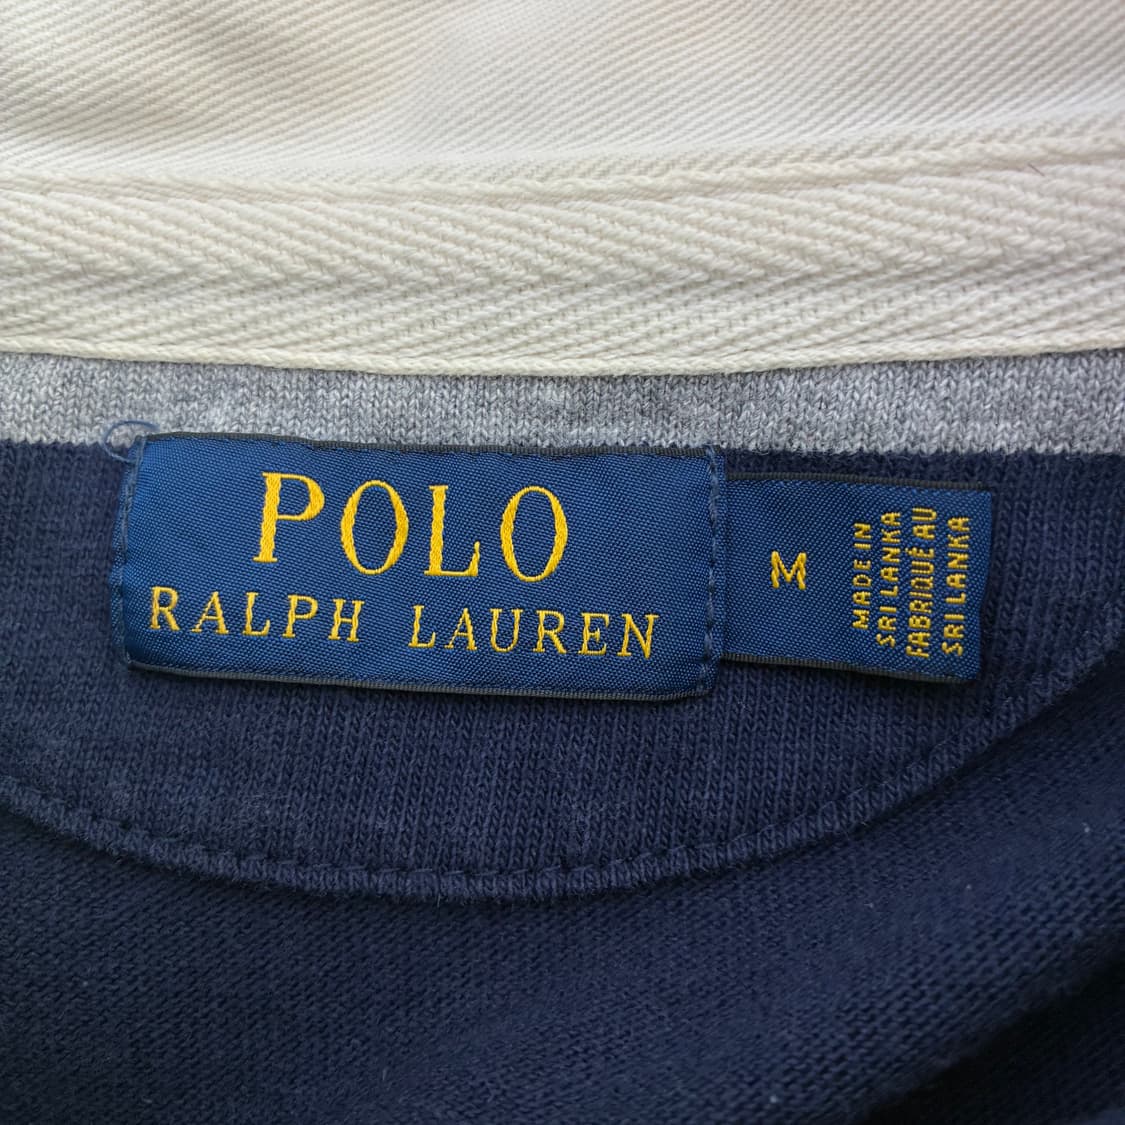 POLO
RALPH LAUREN
M
MADE IN
SRI LANKA
FABRIQUÉ AU
SRI LANKA